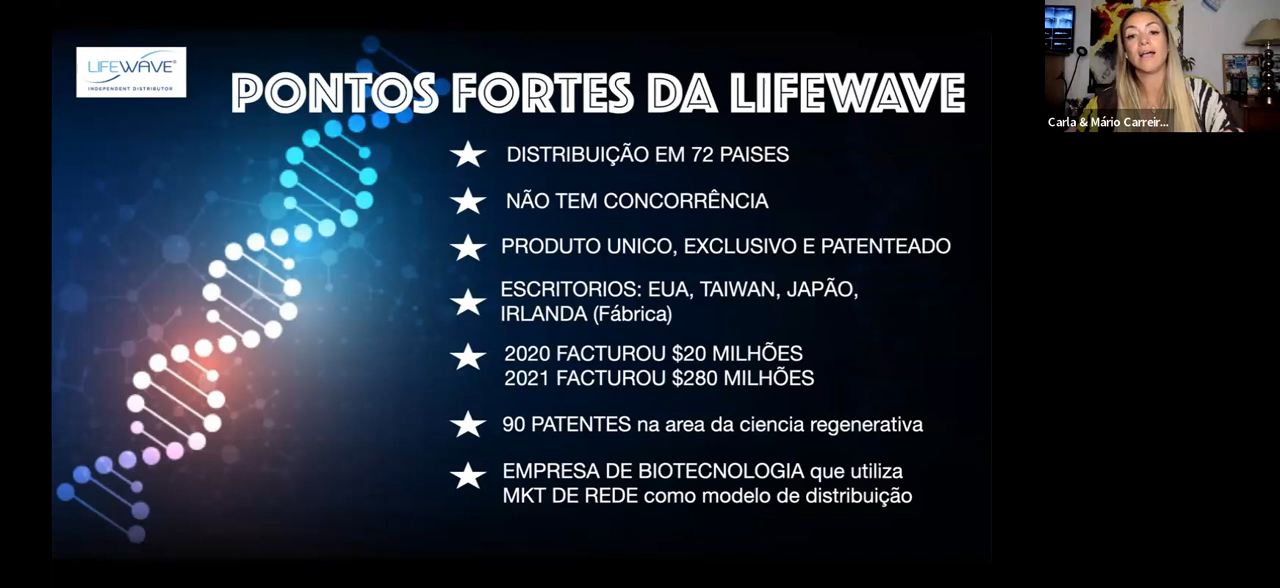 LIFEWAVE®
INDEPENDENT DISTRIBUTOR
PONTOS FORTES DA LIFEWAVE
DISTRIBUIÇÃO EM 72 PAISES
NÃO TEM CONCORRÊNCIA
PRODUTO UNICO, EXCLUSIVO E PATENTEADO
ESCRITORIOS: EUA, TAIWAN, JAPÃO,
IRLANDA (Fábrica)
2020 FACTUROU $20 MILHÕES
2021 FACTUROU $280 MILHÕES
90 PATENTES na area da ciencia regenerativa
EMPRESA DE BIOTECNOLOGIA que utiliza
MKT DE REDE como modelo de distribuição
Carla & Mário Carreir...